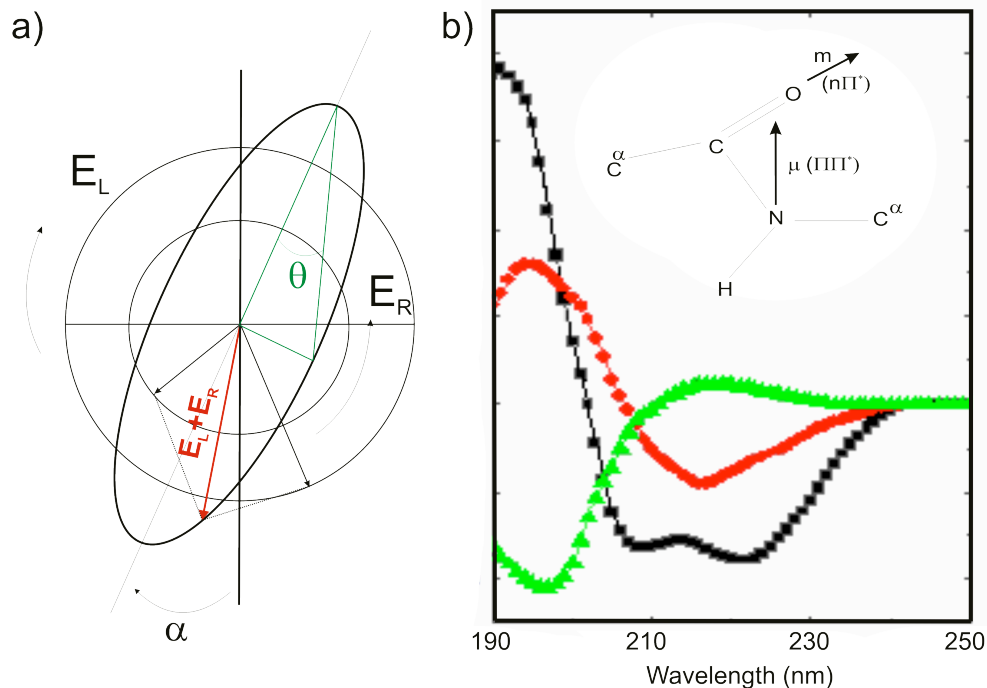 a)
E_L
θ
E_R
E_L+E_R
α
b)
m
(nΠ*)
O
C
C^α
μ (ΠΠ*)
N
C^α
H
190 210 230 250
Wavelength (nm)